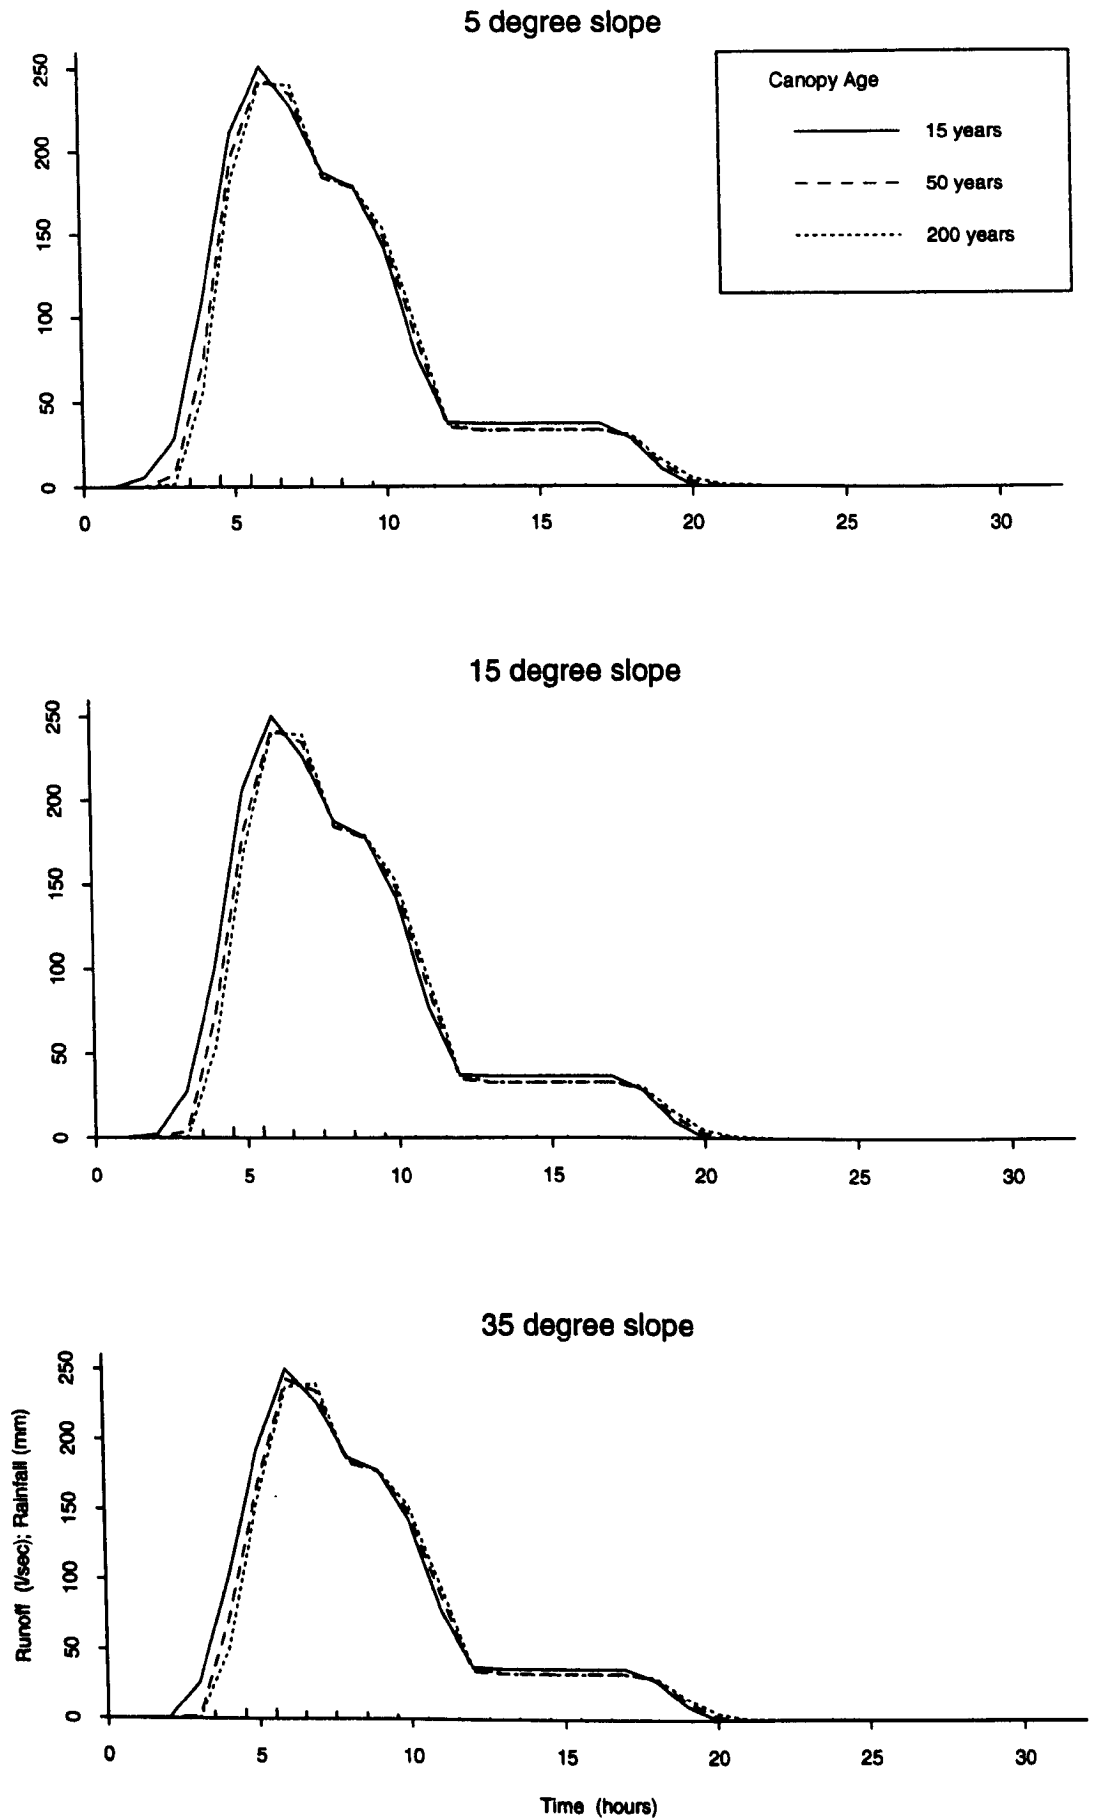 5 degree slope
Canopy Age
15 years
50 years
200 years
250
200
150
100
50
0
0 5 10 15 20 25 30
15 degree slope
250
200
150
100
50
0
0 5 10 15 20 25 30
35 degree slope
Runoff (l/sec); Rainfall (mm)
250
200
150
100
50
0
0 5 10 15 20 25 30
Time (hours)